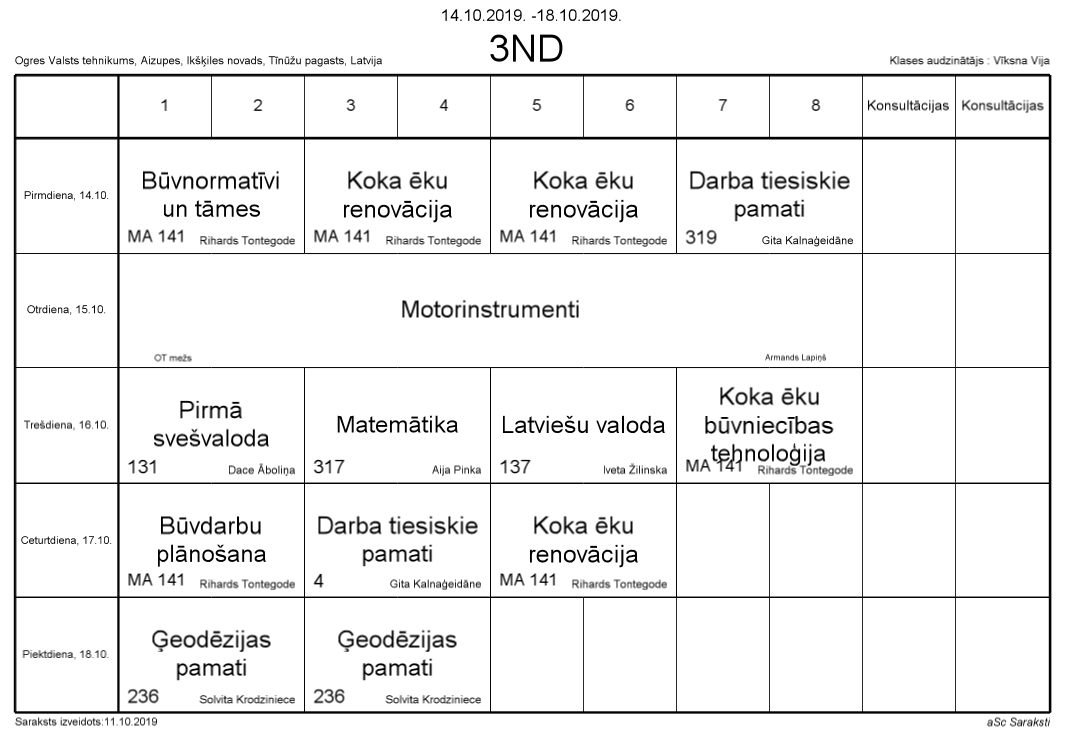 14.10.2019. -18.10.2019.
3ND
Ogres Valsts tehnikums, Aizupes, Ikšķiles novads, Tīnūžu pagasts, Latvija
Klases audzinātājs : Vīksna Vija
1 2 3 4 5 6 7 8 Konsultācijas Konsultācijas
Pirmdiena, 14.10.
Būvnormatīvi
un tāmes
MA 141 Rihards Tontegode
Koka ēku
renovācija
MA 141 Rihards Tontegode
Koka ēku
renovācija
MA 141 Rihards Tontegode
Darba tiesiskie
pamati
319 Gita Kalnaģeidāne
Otrdiena, 15.10.
Motorinstrumenti
OT mežs Armands Lapiņš
Trešdiena, 16.10.
Pirmā
svešvaloda
131 Dace Āboliņa
Matemātika
317 Aija Pinka
Latviešu valoda
137 Iveta Žilinska
Koka ēku
būvniecības
tehnoloģija
MA 141 Rihards Tontegode
Ceturtdiena, 17.10.
Būvdarbu
plānošana
MA 141 Rihards Tontegode
Darba tiesiskie
pamati
4 Gita Kalnaģeidāne
Koka ēku
renovācija
MA 141 Rihards Tontegode
Piektdiena, 18.10.
Ģeodēzijas
pamati
236 Solvita Krodziniece
Ģeodēzijas
pamati
236 Solvita Krodziniece
Saraksts izveidots:11.10.2019
aSc Saraksti